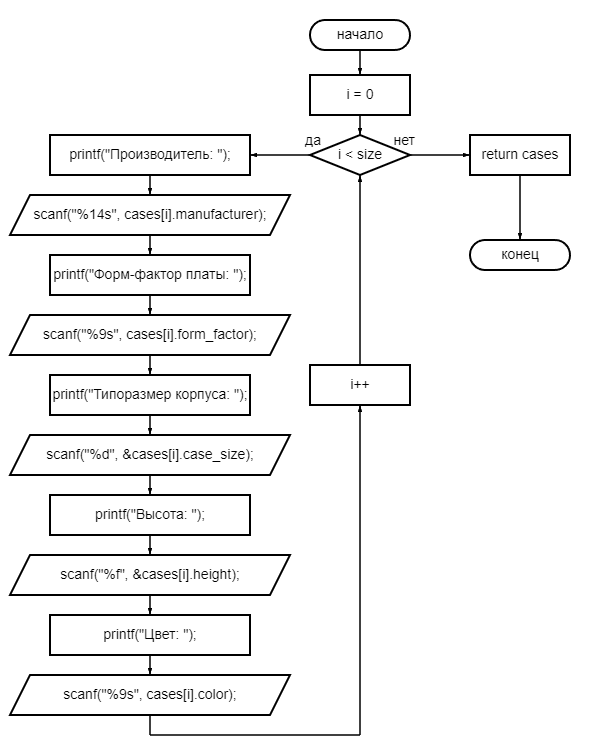 начало
i = 0
да
нет
i < size
return cases
конец
printf("Производитель: ");
scanf("%14s", cases[i].manufacturer);
printf("Форм-фактор платы: ");
scanf("%9s", cases[i].form_factor);
printf("Типоразмер корпуса: ");
scanf("%d", &cases[i].case_size);
printf("Высота: ");
scanf("%f", &cases[i].height);
printf("Цвет: ");
scanf("%9s", cases[i].color);
i++